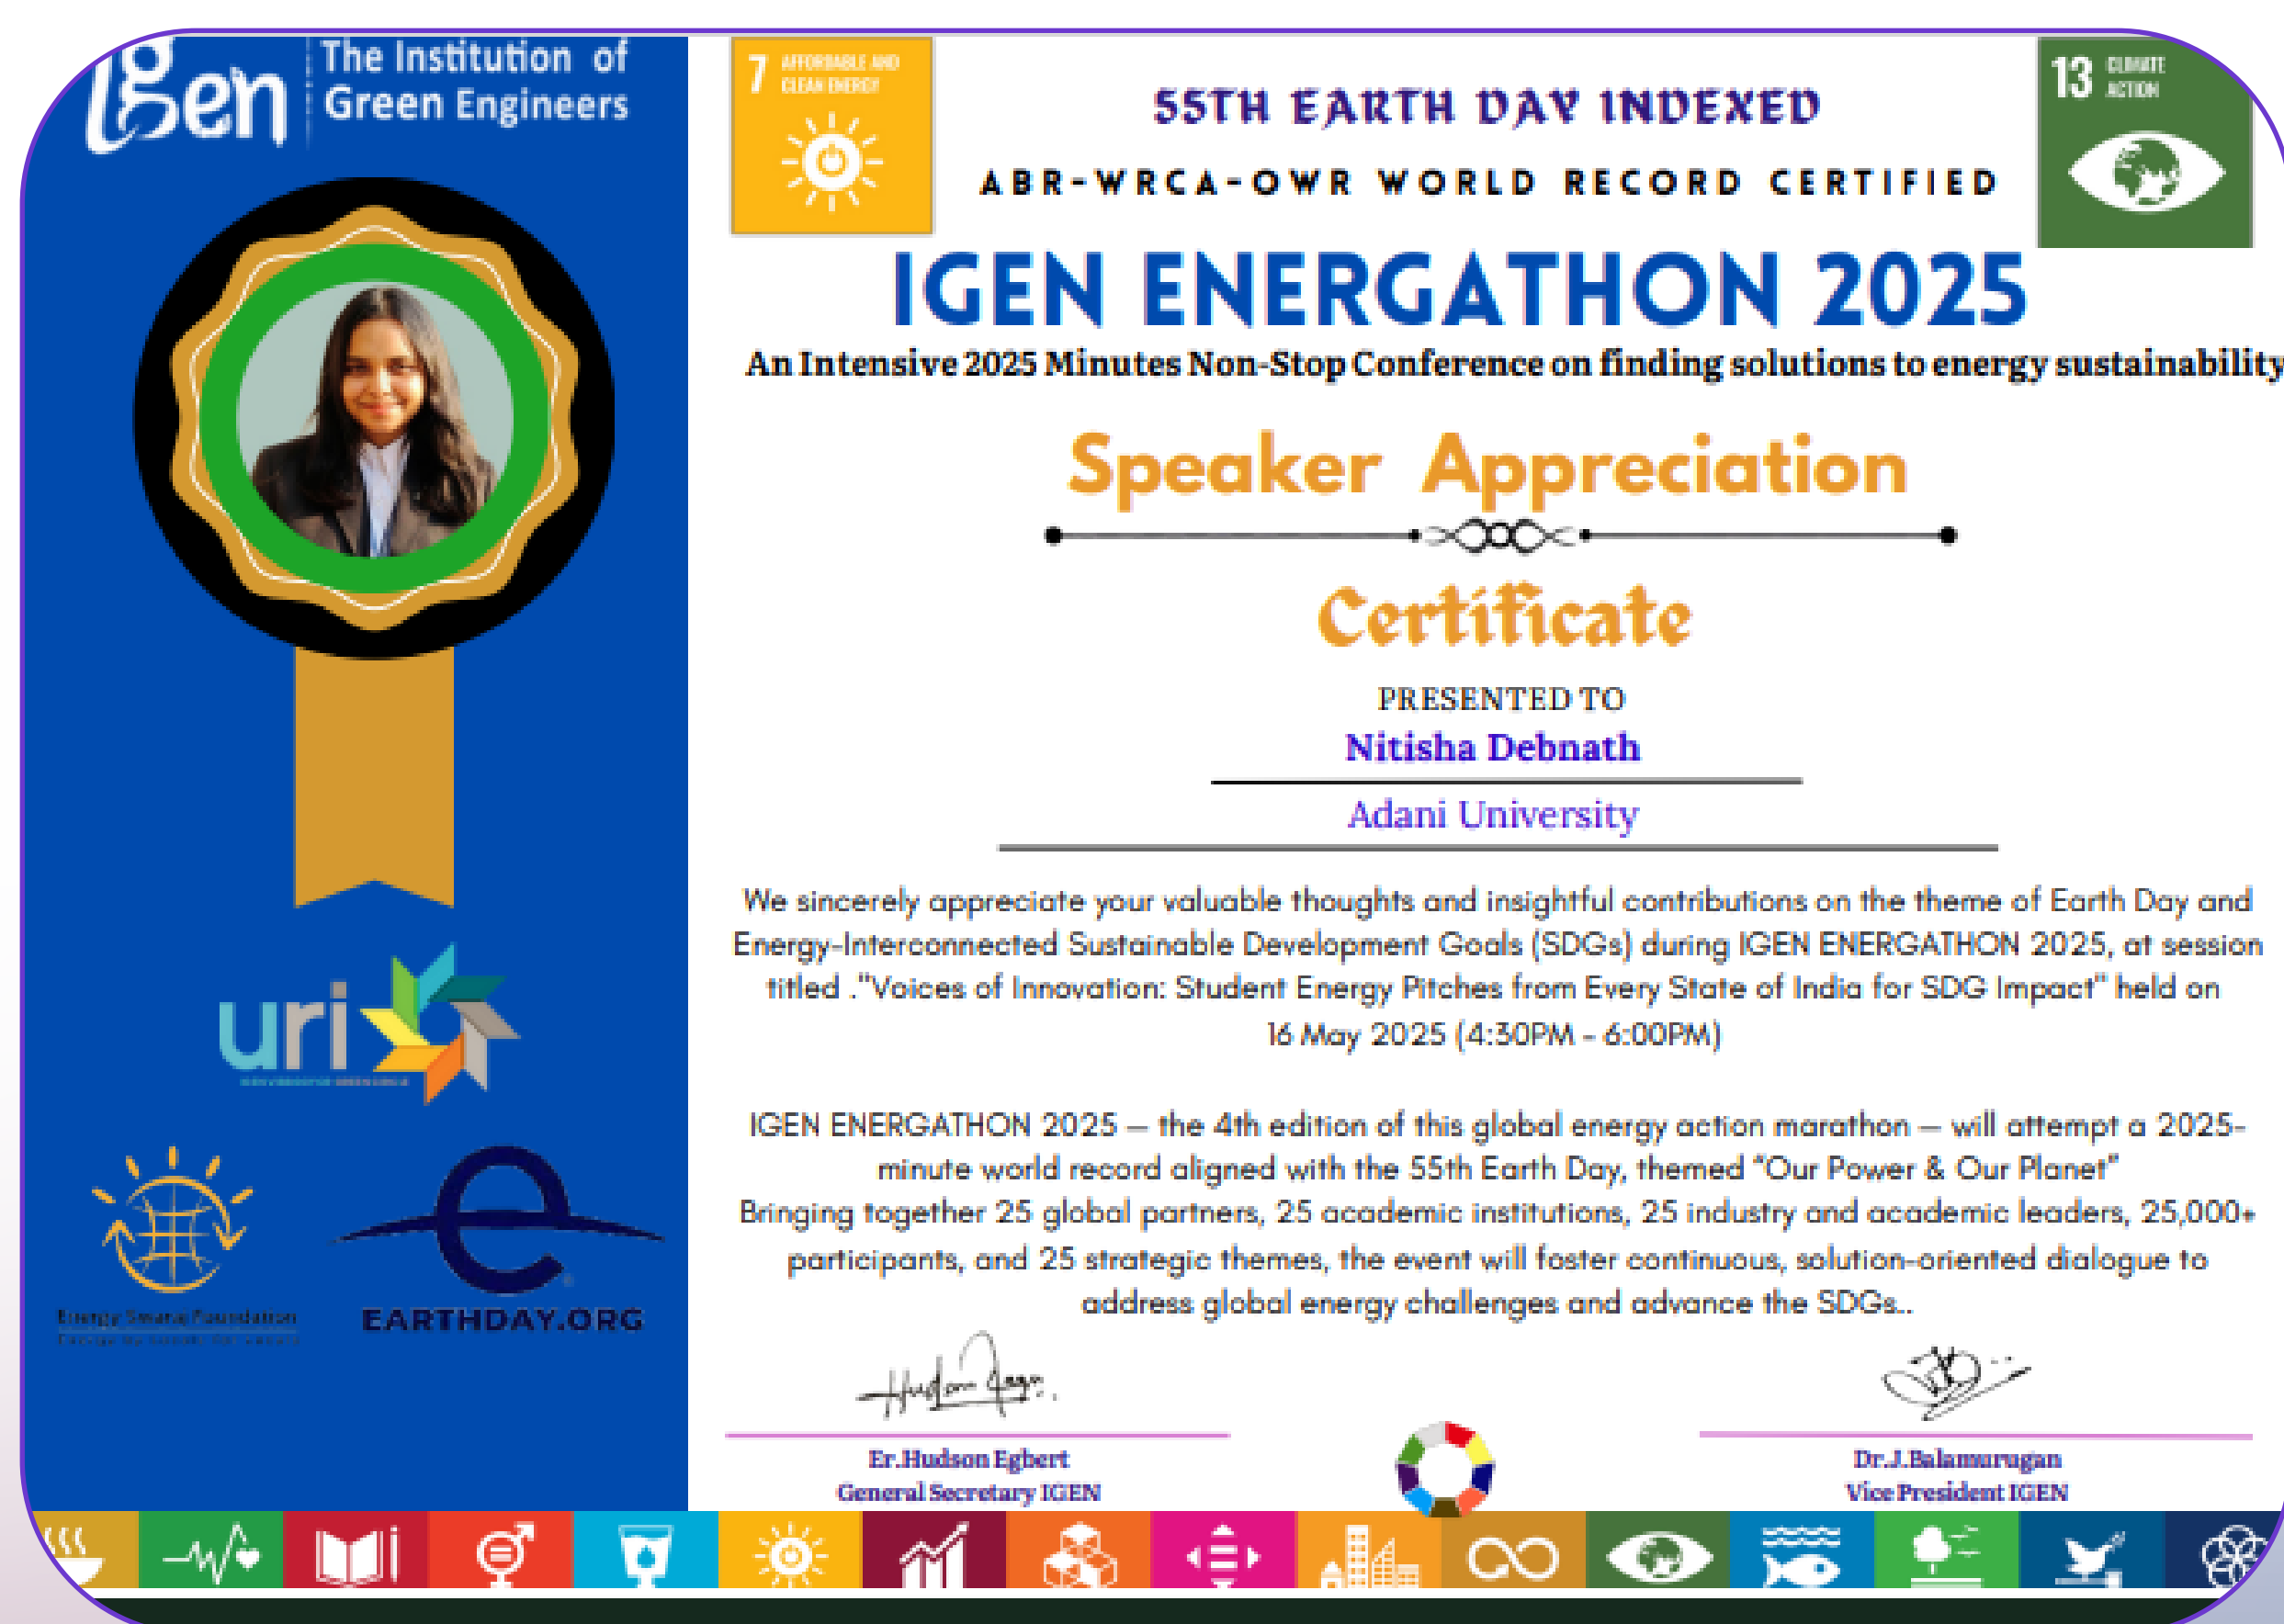 Igen
The Institution of
Green Engineers
7 AFFORDABLE AND
CLEAN ENERGY
13 CLIMATE
ACTION
55TH EARTH DAY INDEXED
ABR-WRCA-OWR WORLD RECORD CERTIFIED
IGEN ENERGATHON 2025
An Intensive 2025 Minutes Non-Stop Conference on finding solutions to energy sustainability
Speaker Appreciation
Certificate
PRESENTED TO
Nitisha Debnath
Adani University
We sincerely appreciate your valuable thoughts and insightful contributions on the theme of Earth Day and
Energy-Interconnected Sustainable Development Goals (SDGs) during IGEN ENERGATHON 2025, at session
titled ."Voices of Innovation: Student Energy Pitches from Every State of India for SDG Impact" held on
16 May 2025 (4:30PM - 6:00PM)
IGEN ENERGATHON 2025 – the 4th edition of this global energy action marathon – will attempt a 2025-
minute world record aligned with the 55th Earth Day, themed “Our Power & Our Planet”
Bringing together 25 global partners, 25 academic institutions, 25 industry and academic leaders, 25,000+
participants, and 25 strategic themes, the event will foster continuous, solution-oriented dialogue to
address global energy challenges and advance the SDGs..
uri
Energy Swaraj Foundation
EARTHDAY.ORG
Er.Hudson Egbert
General Secretary IGEN
Dr.J.Balamurugan
Vice President IGEN